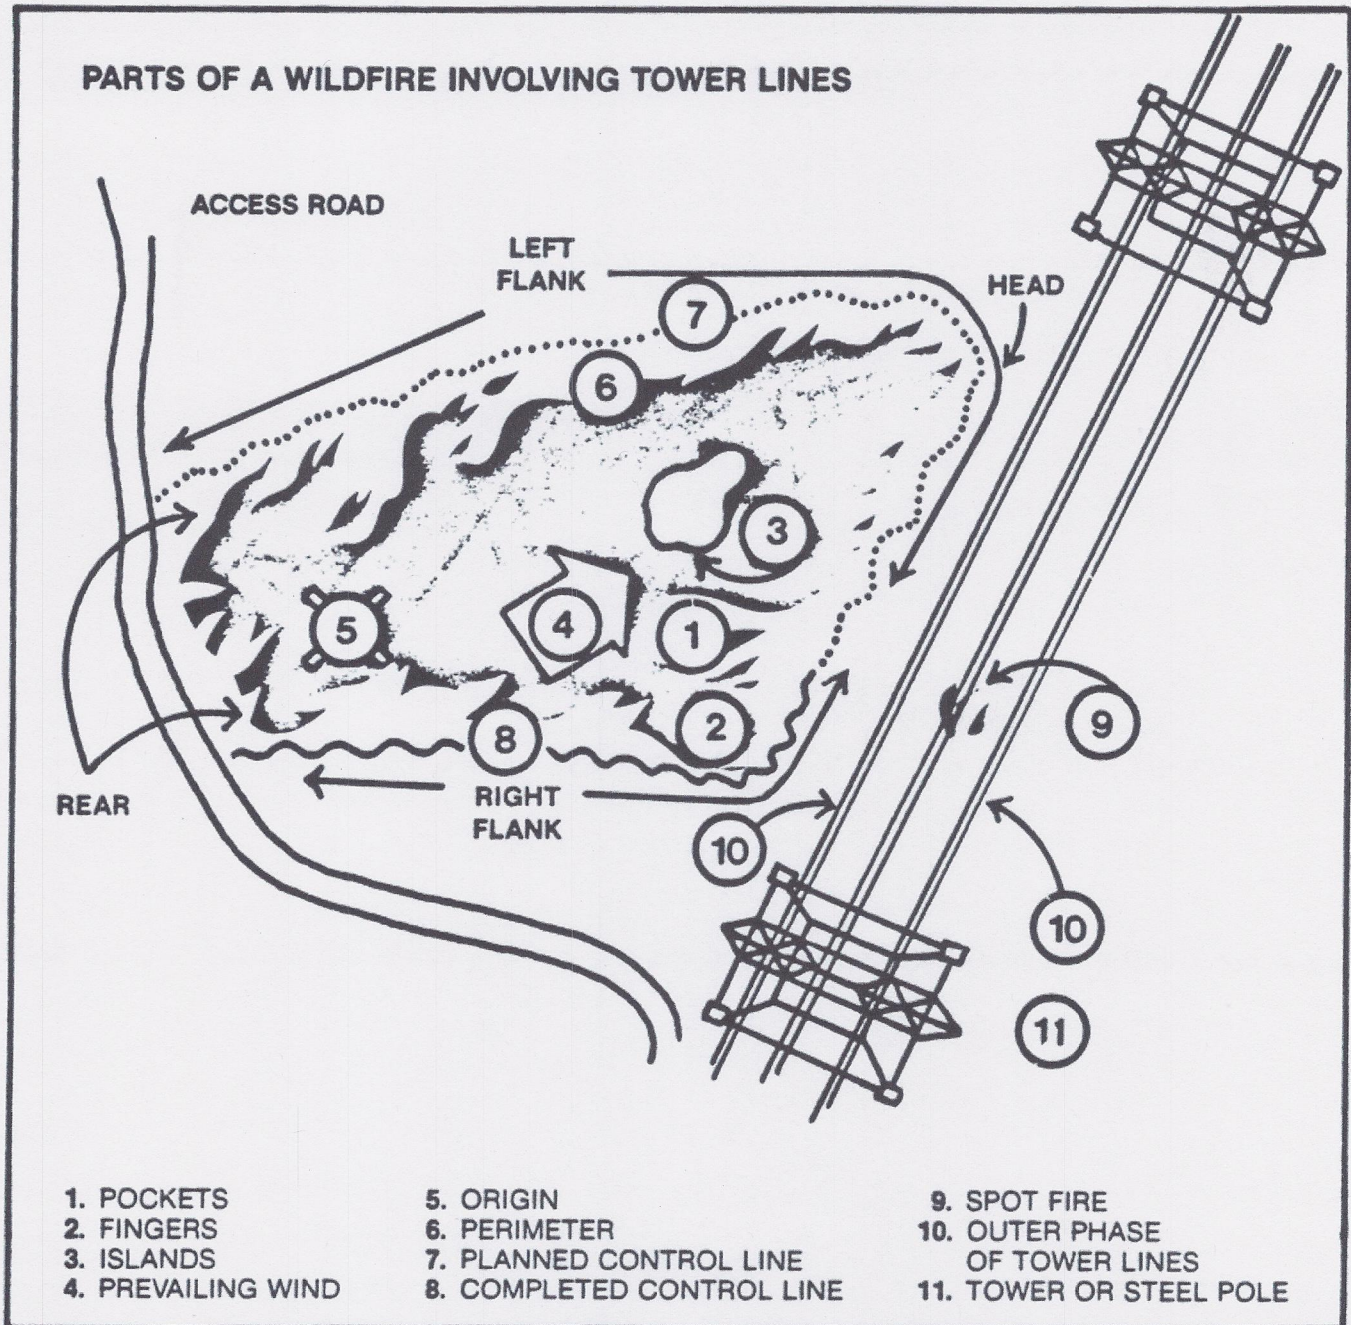 PARTS OF A WILDFIRE INVOLVING TOWER LINES
ACCESS ROAD
LEFT
FLANK
HEAD
7
6
3
5
4
1
2
8
9
REAR
RIGHT
FLANK
10
10
11
1. POCKETS
2. FINGERS
3. ISLANDS
4. PREVAILING WIND
5. ORIGIN
6. PERIMETER
7. PLANNED CONTROL LINE
8. COMPLETED CONTROL LINE
9. SPOT FIRE
10. OUTER PHASE
OF TOWER LINES
11. TOWER OR STEEL POLE